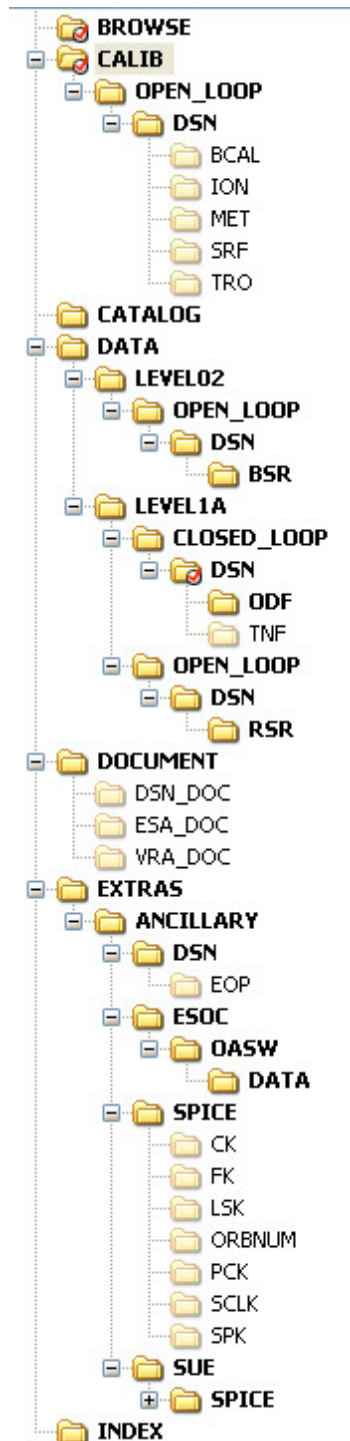 BROWSE
CALIB
OPEN_LOOP
DSN
BCAL
ION
MET
SRF
TRO
CATALOG
DATA
LEVEL02
OPEN_LOOP
DSN
BSR
LEVEL1A
CLOSED_LOOP
DSN
ODF
TNF
OPEN_LOOP
DSN
RSR
DOCUMENT
DSN_DOC
ESA_DOC
VRA_DOC
EXTRAS
ANCILLARY
DSN
EOP
ESOC
OASW
DATA
SPICE
CK
FK
LSK
ORBNUM
PCK
SCLK
SPK
SUE
SPICE
INDEX